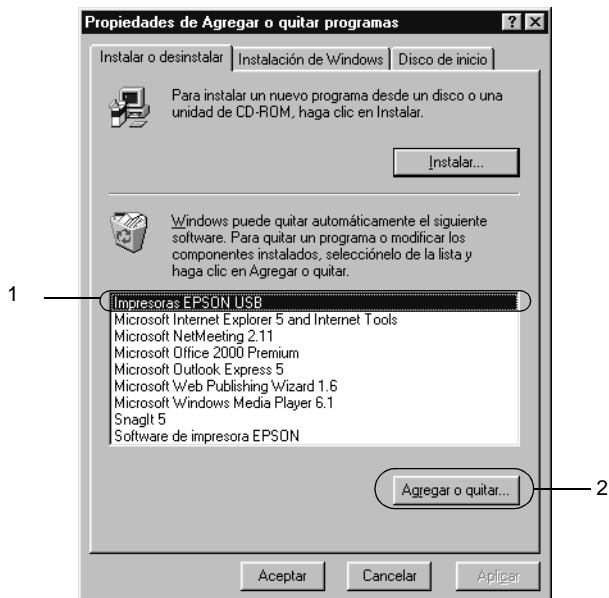 Propiedades de Agregar o quitar programas
Instalar o desinstalar Instalación de Windows Disco de inicio
Para instalar un nuevo programa desde un disco o una
unidad de CD-ROM, haga clic en Instalar.
Instalar...
Windows puede quitar automáticamente el siguiente
software. Para quitar un programa o modificar los
componentes instalados, selecciónelo de la lista y
haga clic en Agregar o quitar.
1
Impresoras EPSON USB
Microsoft Internet Explorer 5 and Internet Tools
Microsoft NetMeeting 2.11
Microsoft Office 2000 Premium
Microsoft Outlook Express 5
Microsoft Web Publishing Wizard 1.6
Microsoft Windows Media Player 6.1
SnagIt 5
Software de impresora EPSON
Agregar o quitar...
2
Aceptar Cancelar Aplicar